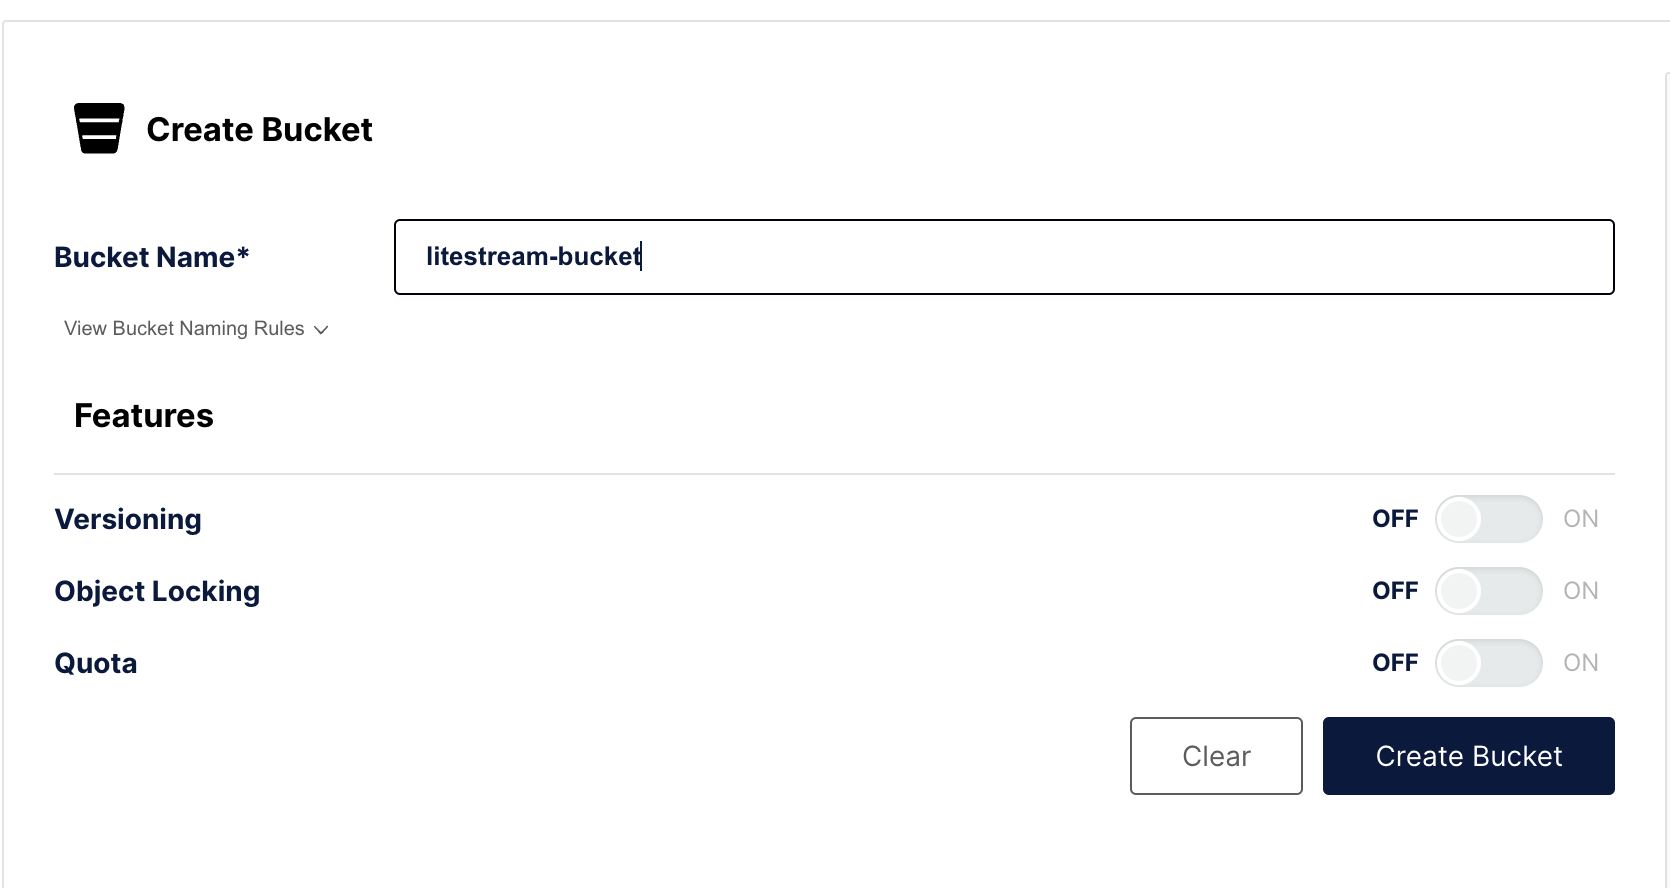 Create Bucket
Bucket Name*
litestream-bucket
View Bucket Naming Rules
Features
Versioning OFF ON
Object Locking OFF ON
Quota OFF ON
Clear Create Bucket